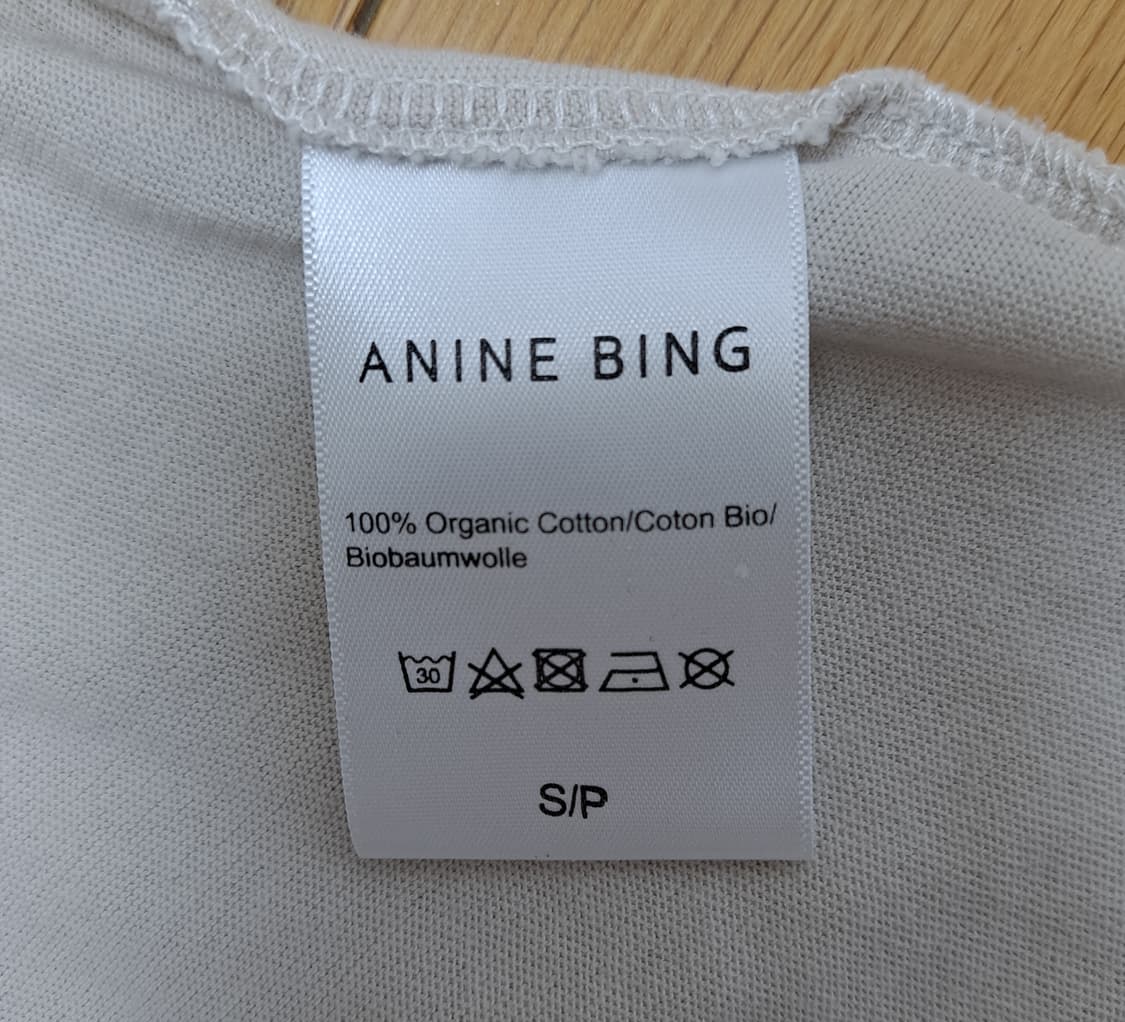 ANINE BING
100% Organic Cotton/Coton Bio/
Biobaumwolle
30
S/P